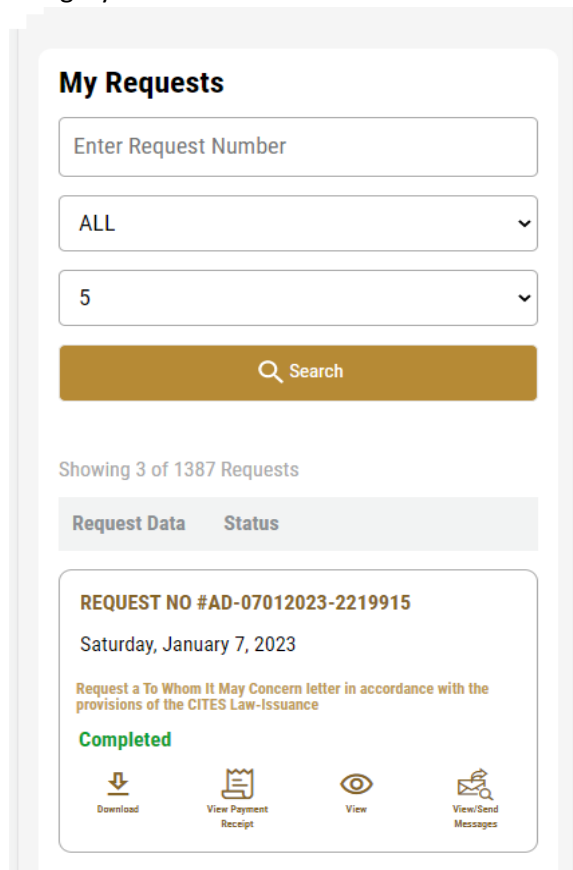 My Requests
Enter Request Number
ALL
5
Search
Showing 3 of 1387 Requests
Request Data Status
REQUEST NO #AD-07012023-2219915
Saturday, January 7, 2023
Request a To Whom It May Concern letter in accordance with the
provisions of the CITES Law-Issuance
Completed
Download View Payment View View/Send
Receipt Messages